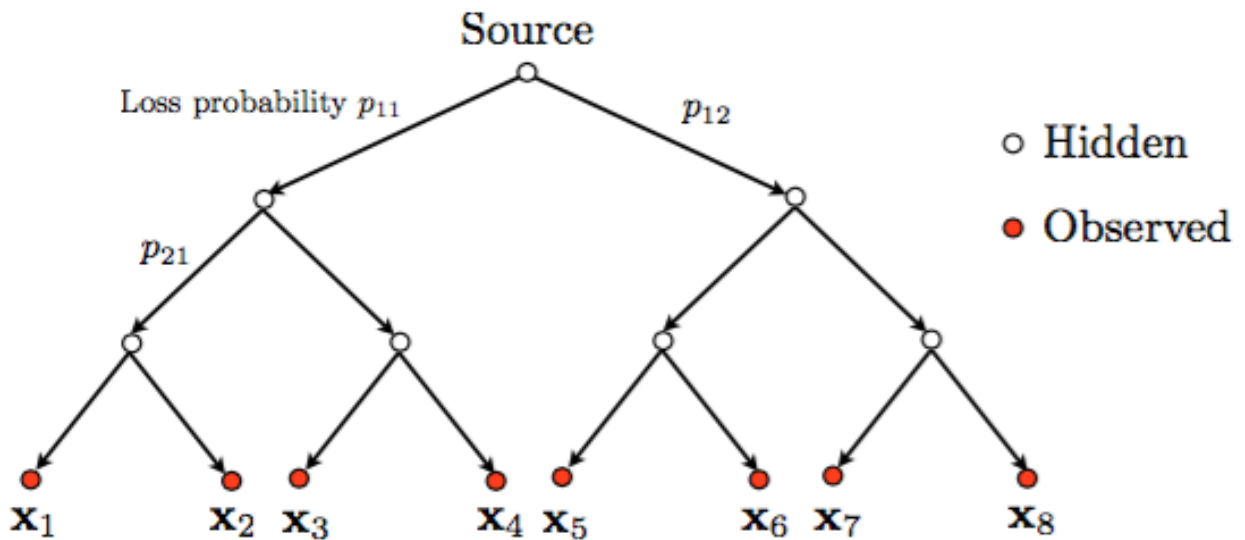 Source
Loss probability p₁₁
p₁₂
Hidden
Observed
p₂₁
x₁ x₂ x₃ x₄ x₅ x₆ x₇ x₈